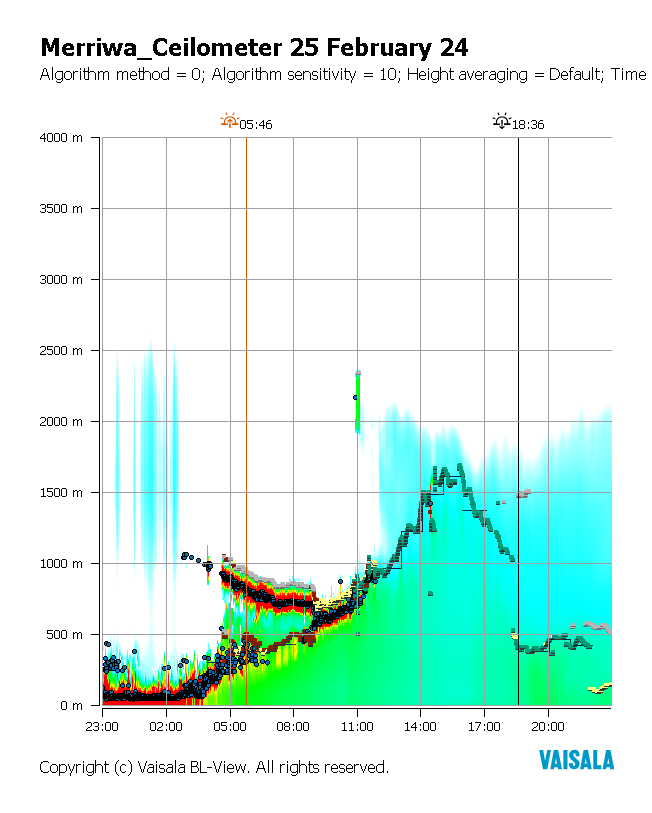 Merriwa_Ceilometer 25 February 24
Algorithm method = 0; Algorithm sensitivity = 10; Height averaging = Default; Time
05:46
18:36
4000 m
3500 m
3000 m
2500 m
2000 m
1500 m
1000 m
500 m
0 m
23:00 02:00 05:00 08:00 11:00 14:00 17:00 20:00
VAISALA
Copyright (c) Vaisala BL-View. All rights reserved.